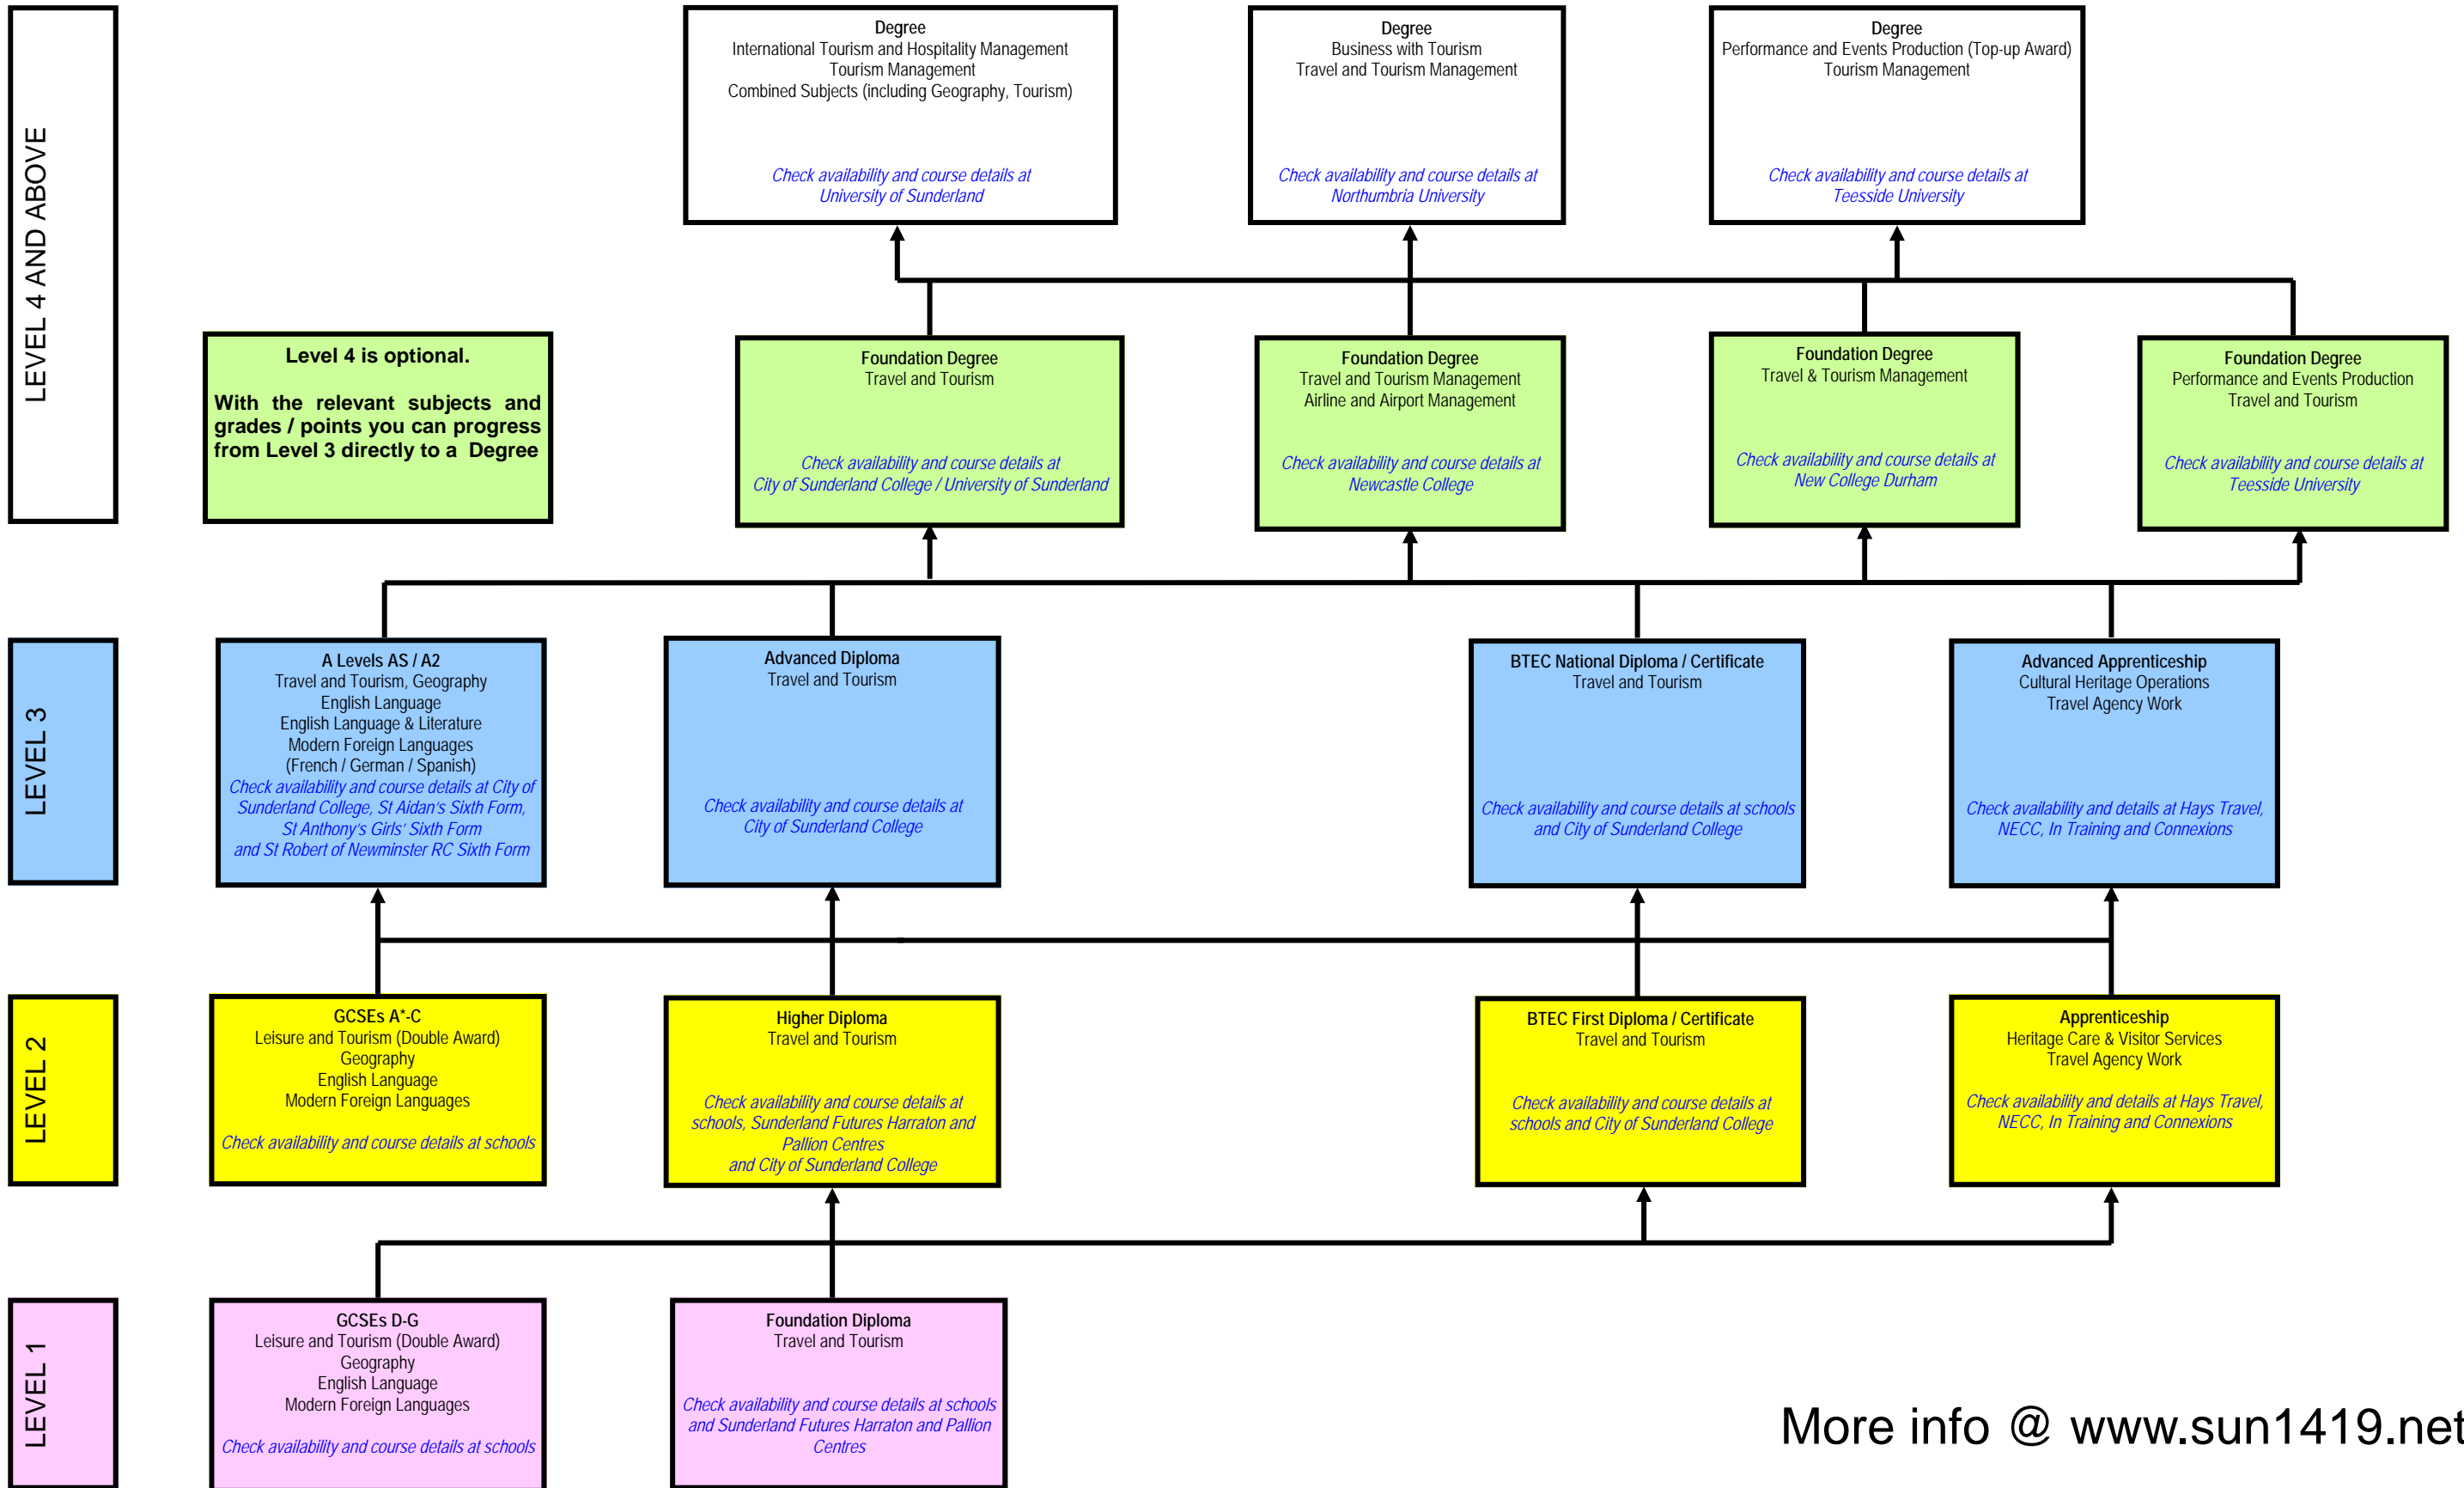 LEVEL 4 AND ABOVE
Degree
International Tourism and Hospitality Management
Tourism Management
Combined Subjects (including Geography, Tourism)
Check availability and course details at
University of Sunderland
Degree
Business with Tourism
Travel and Tourism Management
Check availability and course details at
Northumbria University
Degree
Performance and Events Production (Top-up Award)
Tourism Management
Check availability and course details at
Teesside University
Level 4 is optional.
With the relevant subjects and
grades / points you can progress
from Level 3 directly to a Degree
Foundation Degree
Travel and Tourism
Check availability and course details at
City of Sunderland College / University of Sunderland
Foundation Degree
Travel and Tourism Management
Airline and Airport Management
Check availability and course details at
Newcastle College
Foundation Degree
Travel & Tourism Management
Check availability and course details at
New College Durham
Foundation Degree
Performance and Events Production
Travel and Tourism
Check availability and course details at
Teesside University
LEVEL 3
A Levels AS / A2
Travel and Tourism, Geography
English Language
English Language & Literature
Modern Foreign Languages
(French / German / Spanish)
Check availability and course details at City of
Sunderland College, St Aidan's Sixth Form,
St Anthony's Girls' Sixth Form
and St Robert of Newminster RC Sixth Form
Advanced Diploma
Travel and Tourism
Check availability and course details at
City of Sunderland College
BTEC National Diploma / Certificate
Travel and Tourism
Check availability and course details at schools
and City of Sunderland College
Advanced Apprenticeship
Cultural Heritage Operations
Travel Agency Work
Check availability and details at Hays Travel,
NECC, In Training and Connexions
LEVEL 2
GCSEs A*-C
Leisure and Tourism (Double Award)
Geography
English Language
Modern Foreign Languages
Check availability and course details at schools
Higher Diploma
Travel and Tourism
Check availability and course details at
schools, Sunderland Futures Harraton and
Pallion Centres
and City of Sunderland College
BTEC First Diploma / Certificate
Travel and Tourism
Check availability and course details at
schools and City of Sunderland College
Apprenticeship
Heritage Care & Visitor Services
Travel Agency Work
Check availability and details at Hays Travel,
NECC, In Training and Connexions
LEVEL 1
GCSEs D-G
Leisure and Tourism (Double Award)
Geography
English Language
Modern Foreign Languages
Check availability and course details at schools
Foundation Diploma
Travel and Tourism
Check availability and course details at schools
and Sunderland Futures Harraton and Pallion
Centres
More info @ www.sun1419.net